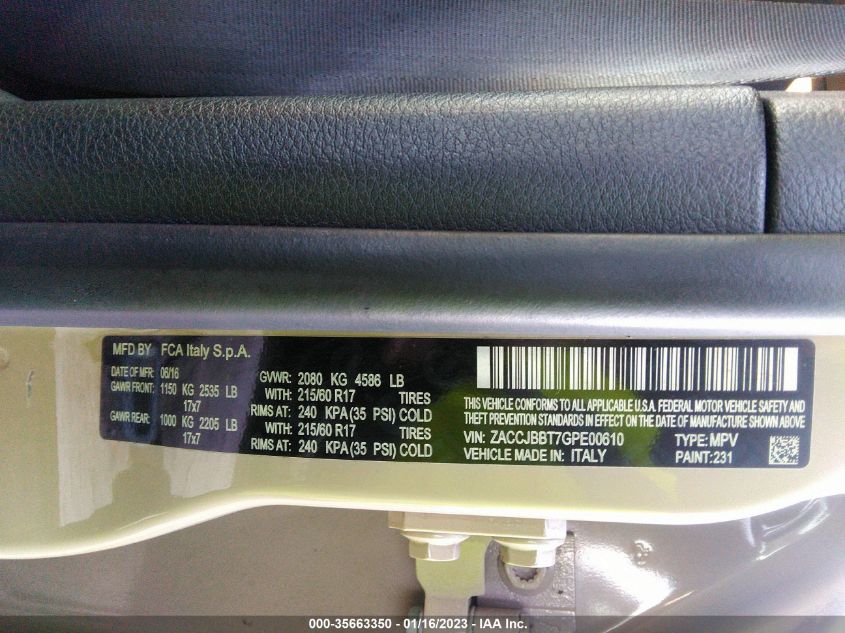 MFD BY FCA Italy S.p.A.
DATE OF MFR: 06/16
GAWR FRONT: 1150 KG 2535 LB
17x7
GAWR REAR: 1000 KG 2205 LB
17x7
GVWR: 2080 KG 4586 LB
WITH: 215/60 R17 TIRES
RIMS AT: 240 KPA (35 PSI) COLD
WITH: 215/60 R17 TIRES
RIMS AT: 240 KPA (35 PSI) COLD
THIS VEHICLE CONFORMS TO ALL APPLICABLE U.S.A. FEDERAL MOTOR VEHICLE SAFETY AND
THEFT PREVENTION STANDARDS IN EFFECT ON THE DATE OF MANUFACTURE SHOWN ABOVE
VIN: ZACCJBBT7GPE00610 TYPE: MPV
VEHICLE MADE IN: ITALY PAINT: 231
000-35663350 - 01/16/2023 - IAA Inc.